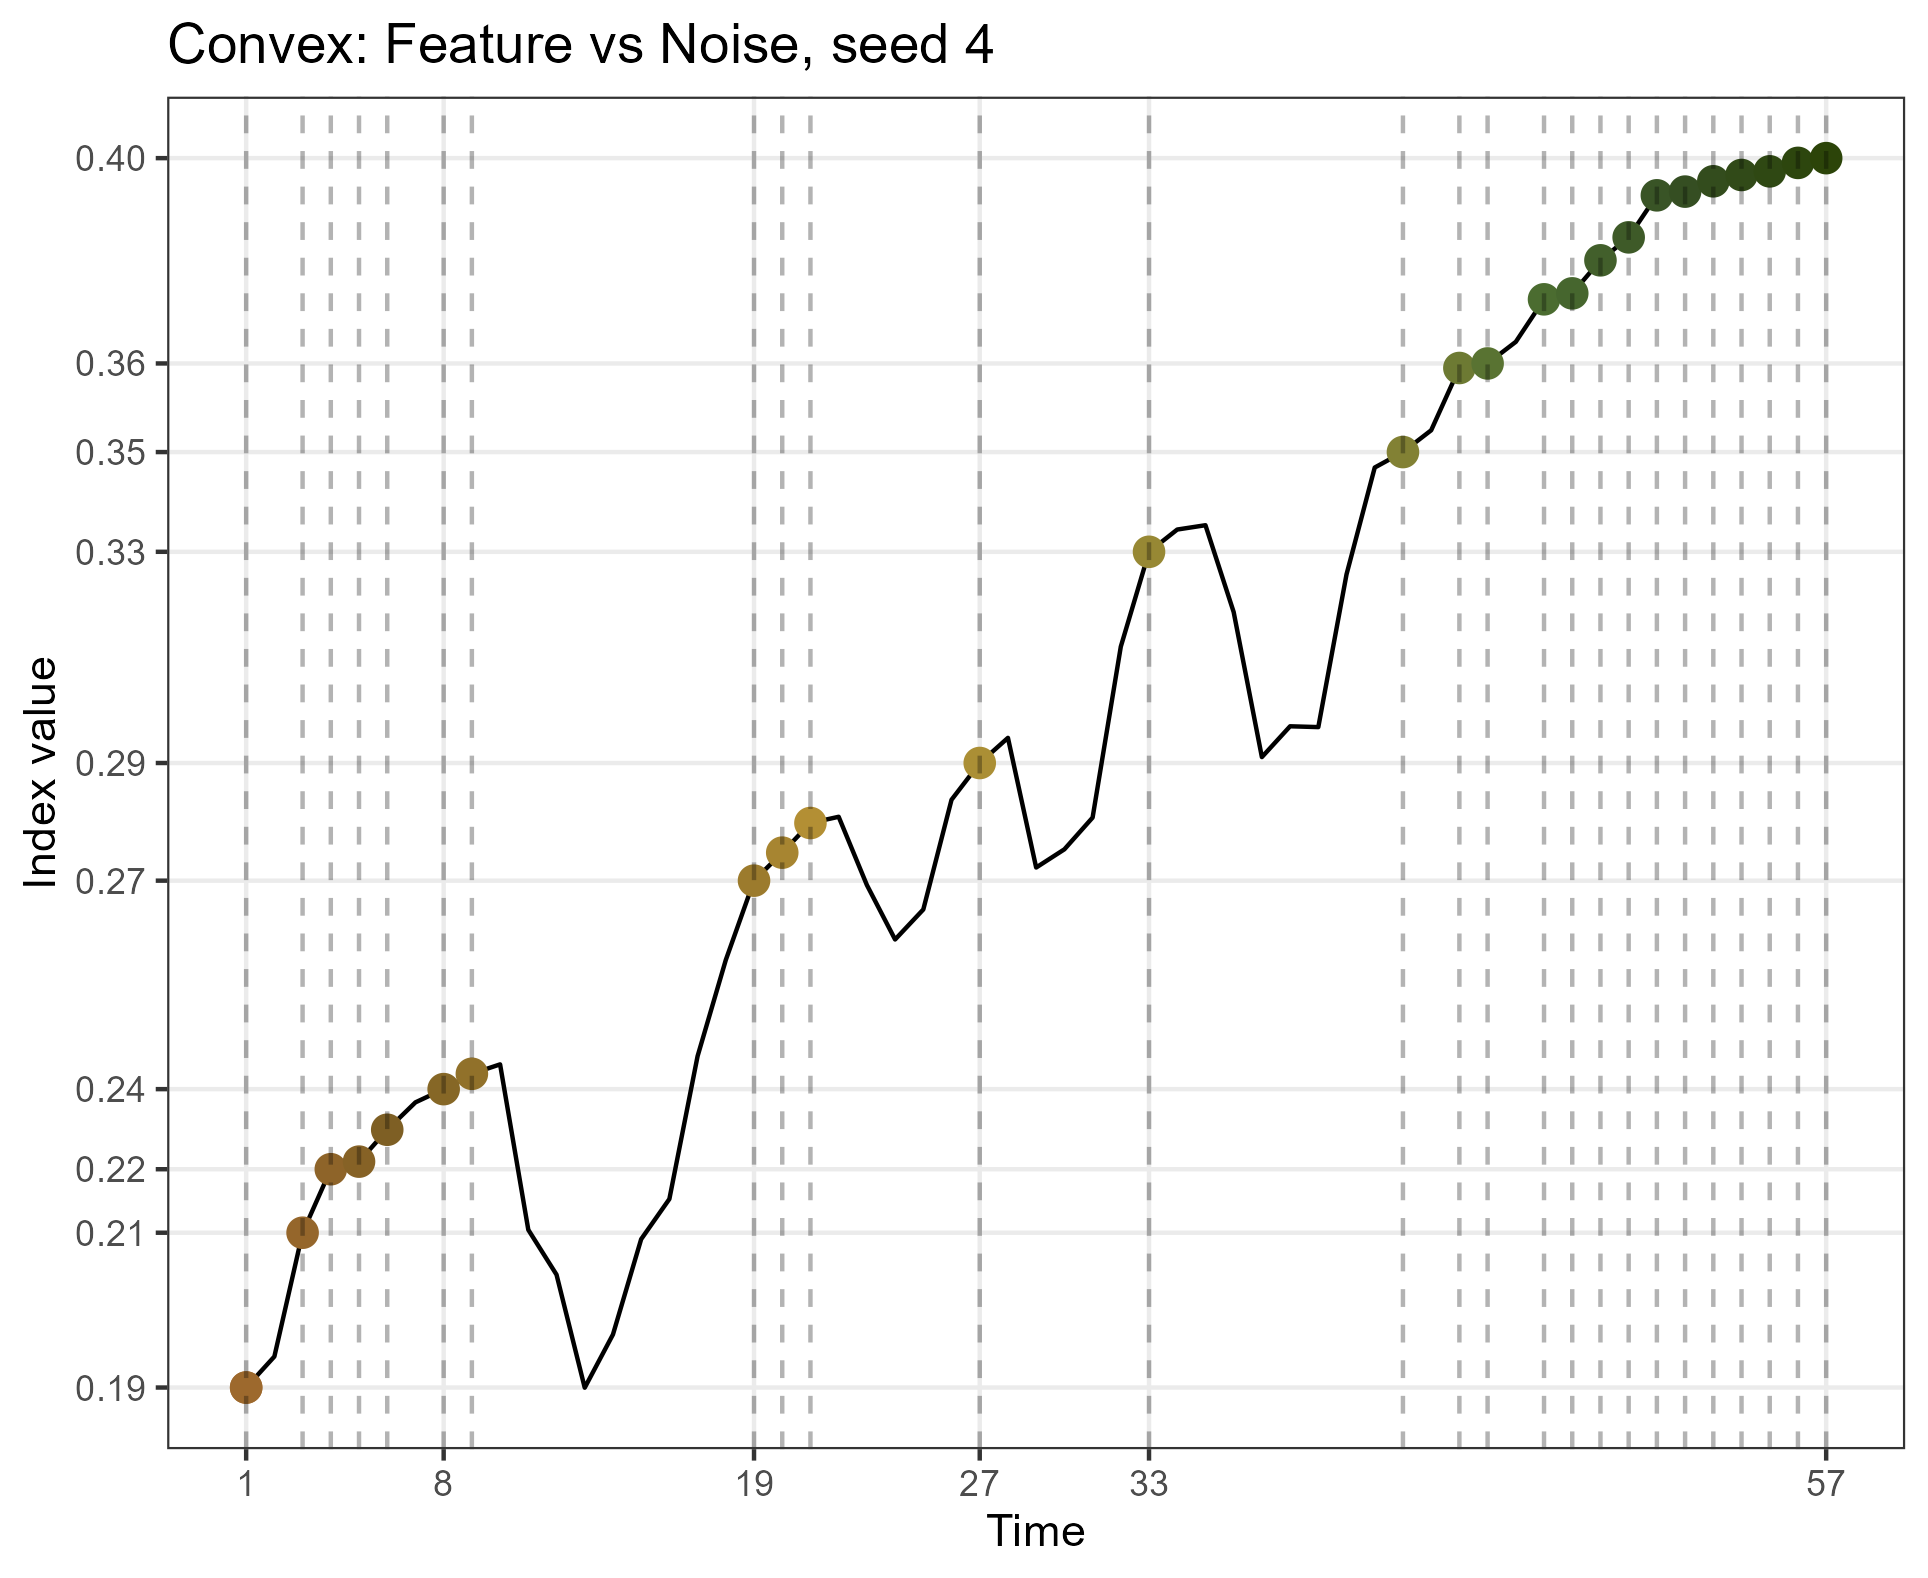 Convex: Feature vs Noise, seed 4
0.40
0.36
0.35
0.33
0.29
0.27
0.24
0.22
0.21
0.19
Index value
1 8 19 27 33 57
Time